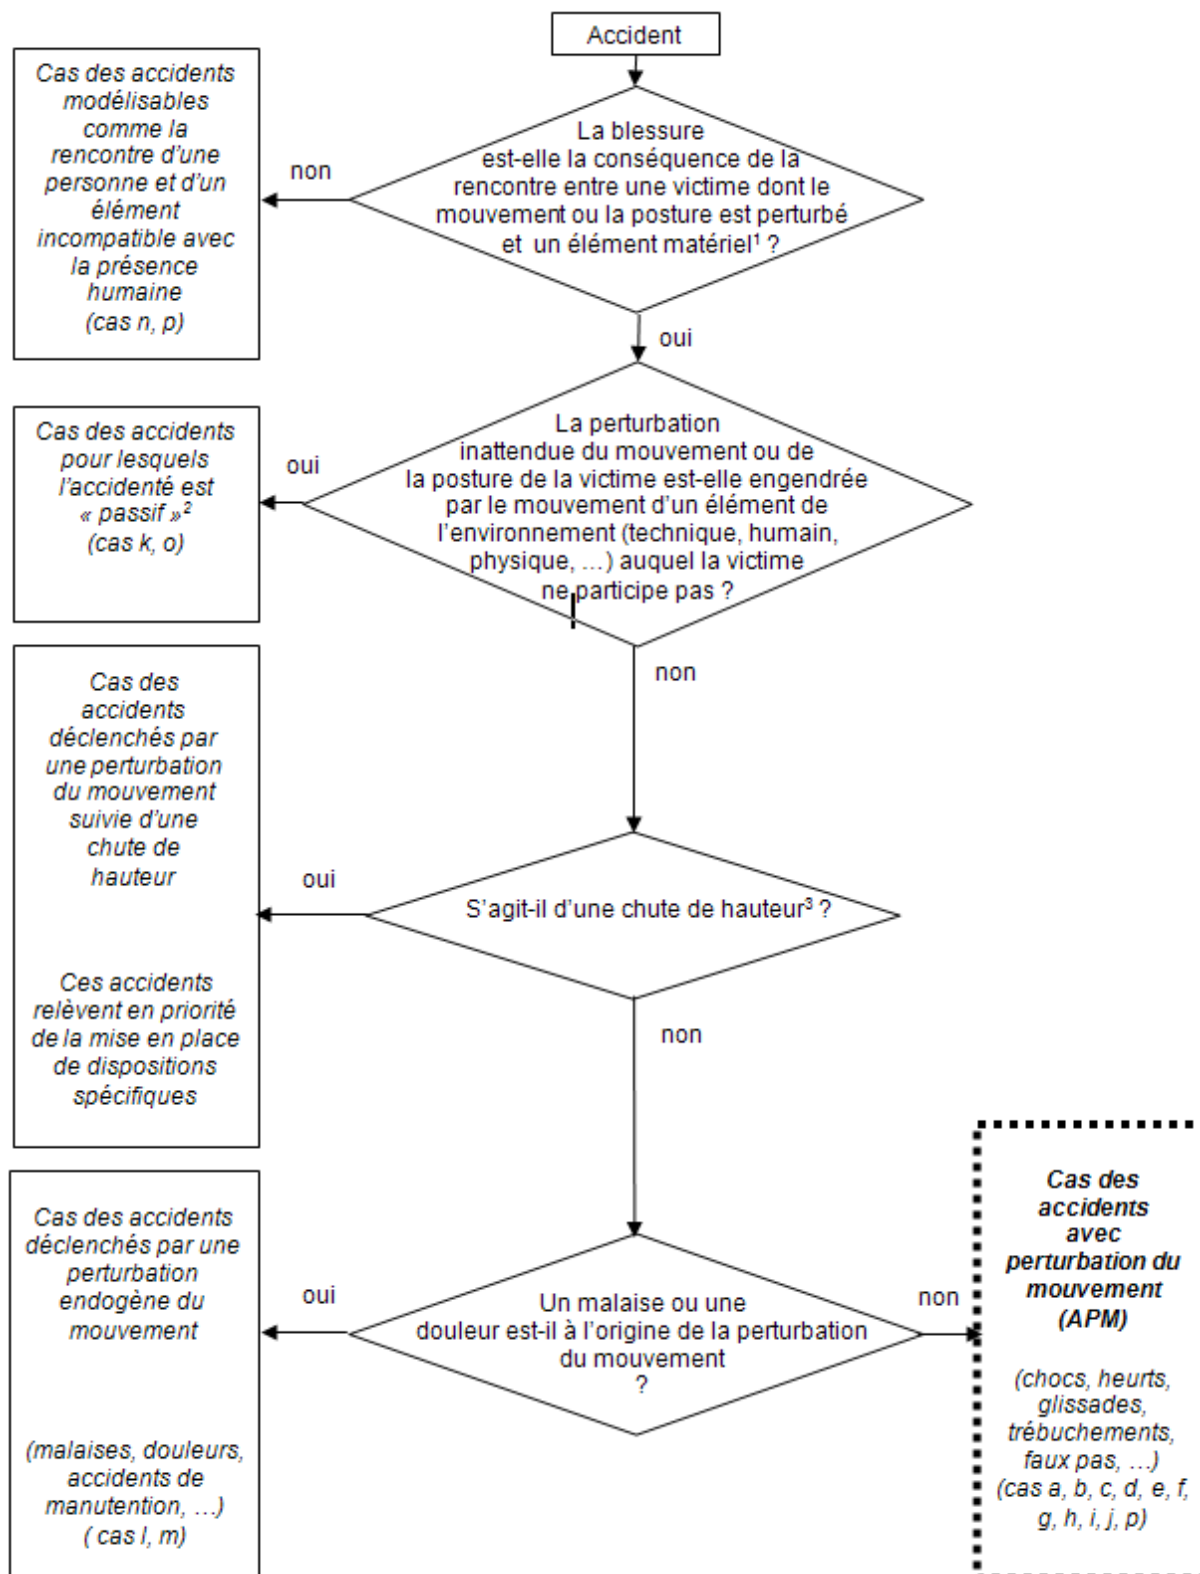 Accident
Cas des accidents
modélisables
comme la
rencontre d'une
personne et d'un
élément
incompatible avec
la présence
humaine
(cas n, p)
non
La blessure
est-elle la conséquence de la
rencontre entre une victime dont le
mouvement ou la posture est perturbé
et un élément matériel¹ ?
oui
Cas des accidents
pour lesquels
l'accidenté est
« passif »²
(cas k, o)
oui
La perturbation
inattendue du mouvement ou de
la posture de la victime est-elle engendrée
par le mouvement d'un élément de
l'environnement (technique, humain,
physique, …) auquel la victime
ne participe pas ?
non
Cas des
accidents
déclenchés par
une perturbation
du mouvement
suivie d'une
chute de
hauteur
Ces accidents
relèvent en priorité
de la mise en place
de dispositions
spécifiques
oui
S'agit-il d'une chute de hauteur³ ?
non
Cas des accidents
déclenchés par une
perturbation
endogène du
mouvement
(malaises, douleurs,
accidents de
manutention, …)
( cas l, m)
oui
Un malaise ou une
douleur est-il à l'origine de la perturbation
du mouvement
?
non
Cas des
accidents
avec
perturbation du
mouvement
(APM)
(chocs, heurts,
glissades,
trébuchements,
faux pas, …)
(cas a, b, c, d, e, f,
g, h, i, j, p)